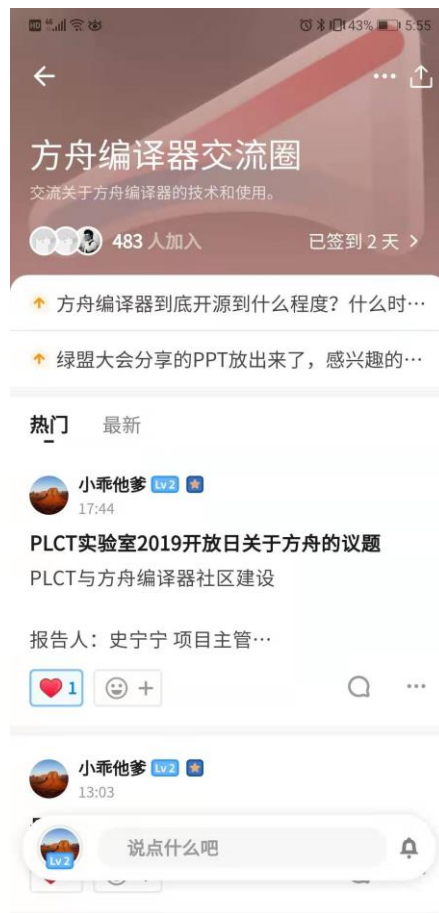 HD 46 43% 5:55
方舟编译器交流圈
交流关于方舟编译器的技术和使用。
483 人加入 已签到 2 天
方舟编译器到底开源到什么程度？什么时…
绿盟大会分享的PPT放出来了，感兴趣的…
热门 最新
小乖他爹 Lv2
17:44
PLCT实验室2019开放日关于方舟的议题
PLCT与方舟编译器社区建设
报告人：史宁宁 项目主管…
1
小乖他爹 Lv2
13:03
Lv2 说点什么吧